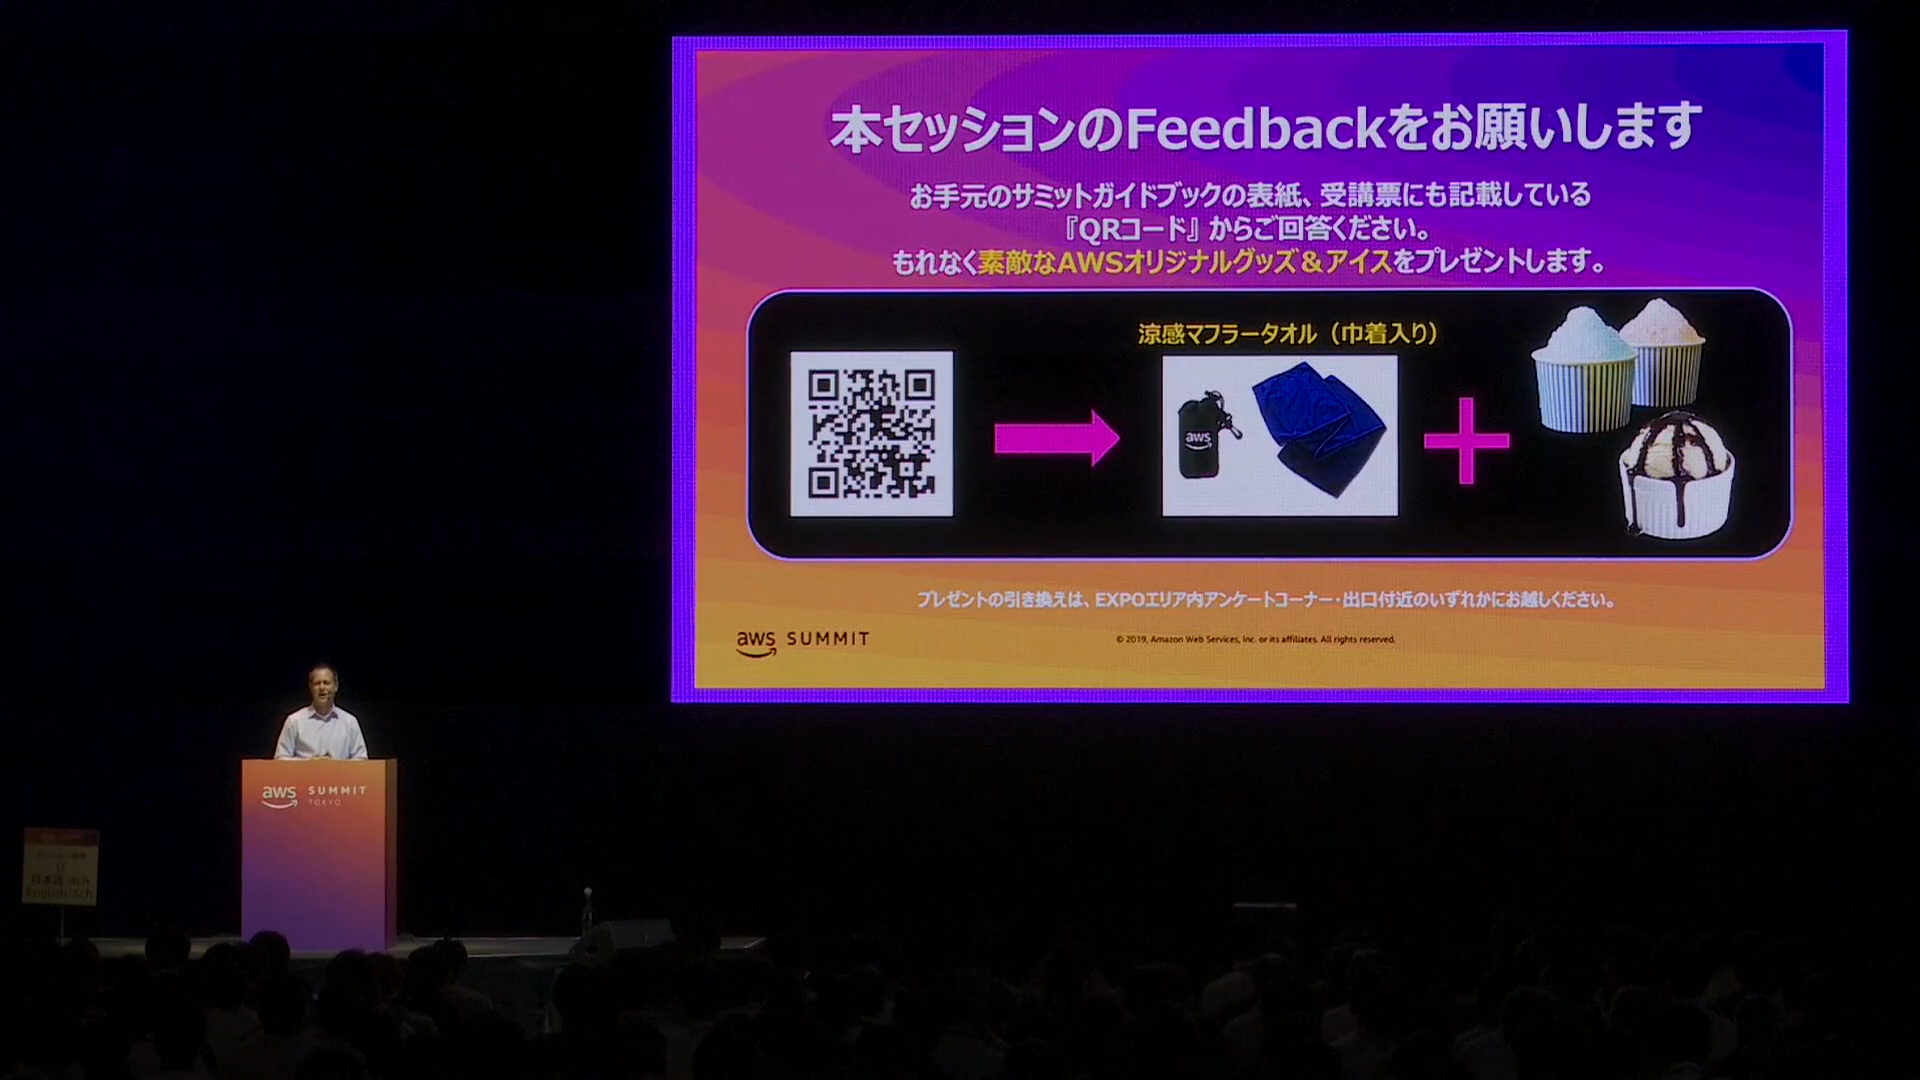 本セッションのFeedbackをお願いします
お手元のサミットガイドブックの表紙、受講票にも記載している
『QRコード』からご回答ください。
もれなく素敵なAWSオリジナルグッズ＆アイスをプレゼントします。
涼感マフラータオル（巾着入り）
aws
プレゼントの引き換えは、EXPOエリア内アンケートコーナー・出口付近のいずれかにお越しください。
aws SUMMIT
© 2019, Amazon Web Services, Inc. or its affiliates. All rights reserved.
aws SUMMIT
TOKYO
日本語:4ch
English:5ch